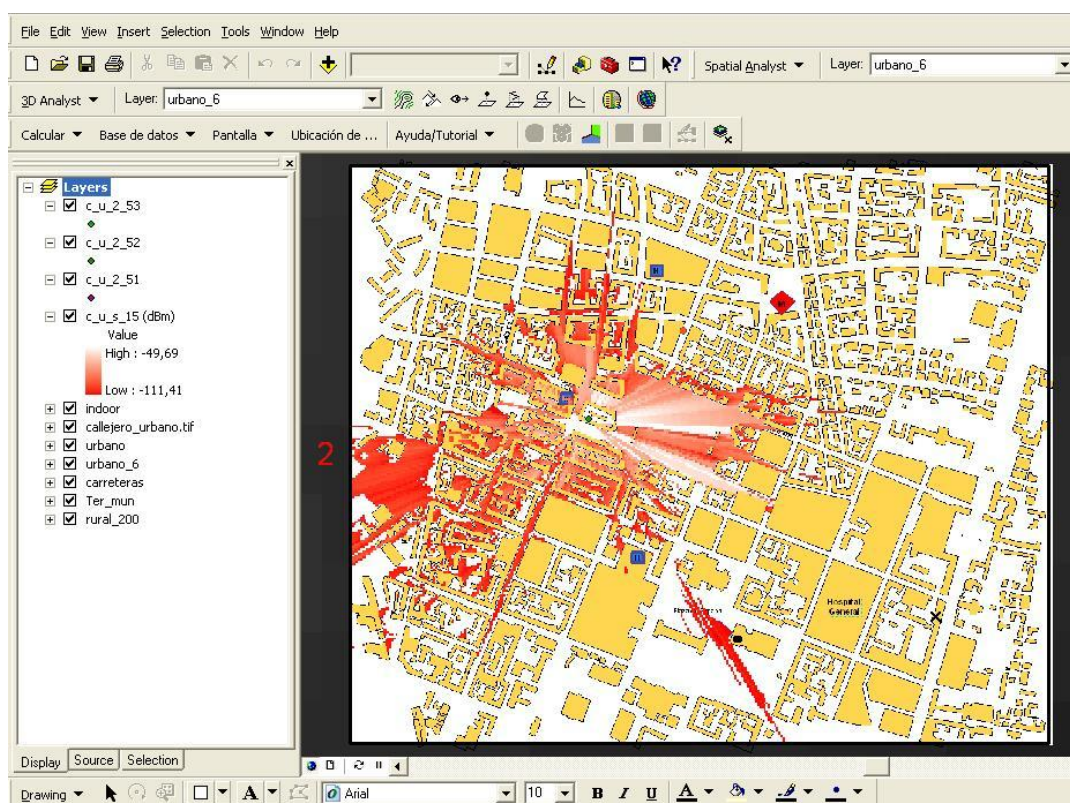 File Edit View Insert Selection Tools Window Help
Spatial Analyst Layer: urbano_6
3D Analyst Layer: urbano_6
Calcular Base de datos Pantalla Ubicación de ... Ayuda/Tutorial
Layers
c_u_2_53
c_u_2_52
c_u_2_51
c_u_s_15 (dBm)
Value
High : -49,69
Low : -111,41
indoor
callejero_urbano.tif
urbano
urbano_6
carreteras
Ter_mun
rural_200
2
Hospital
General
Display Source Selection
Drawing A Arial 10 B I U A